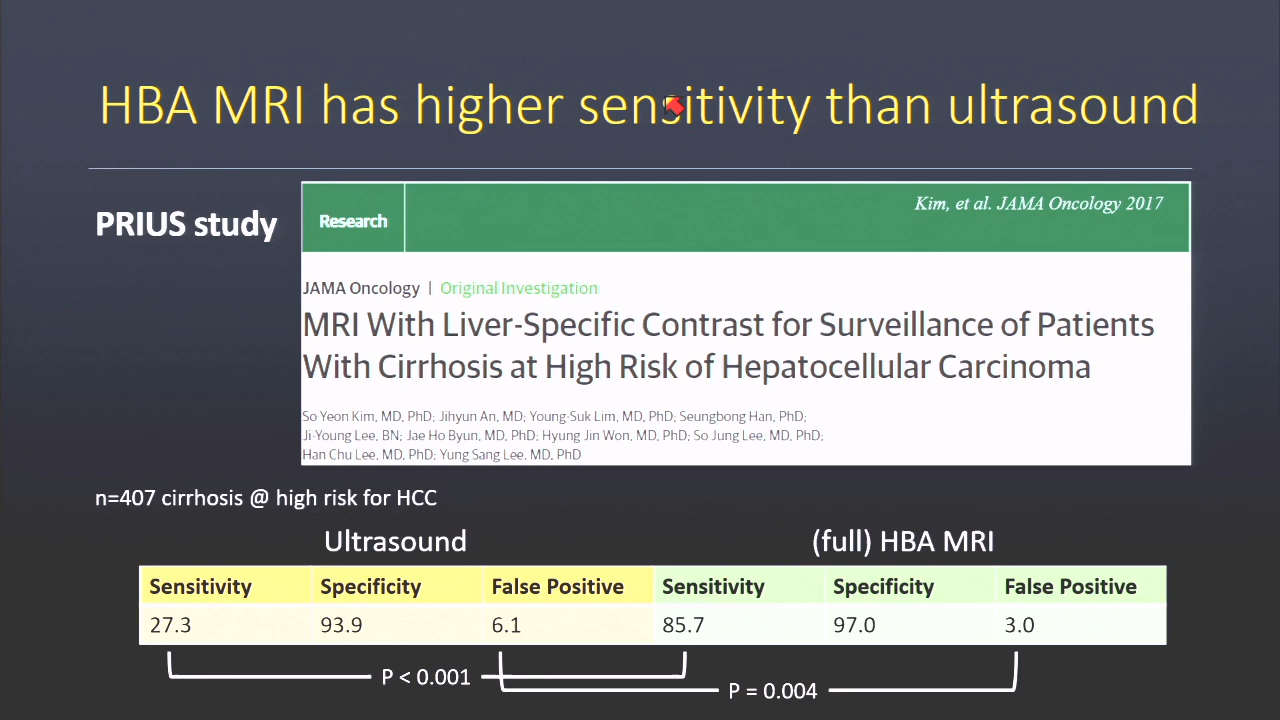 HBA MRI has higher sensitivity than ultrasound
PRIUS study
Research
Kim, et al. JAMA Oncology 2017
JAMA Oncology | Original Investigation
MRI With Liver-Specific Contrast for Surveillance of Patients
With Cirrhosis at High Risk of Hepatocellular Carcinoma
So Yeon Kim, MD, PhD; Jihyun An, MD; Young-Suk Lim, MD, PhD; Seungbong Han, PhD;
Ji-Young Lee, BN; Jae Ho Byun, MD, PhD; Hyung Jin Won, MD, PhD; So Jung Lee, MD, PhD;
Han Chu Lee, MD, PhD; Yung Sang Lee, MD, PhD
n=407 cirrhosis @ high risk for HCC
Ultrasound (full) HBA MRI
Sensitivity Specificity False Positive Sensitivity Specificity False Positive
27.3 93.9 6.1 85.7 97.0 3.0
P < 0.001
P = 0.004